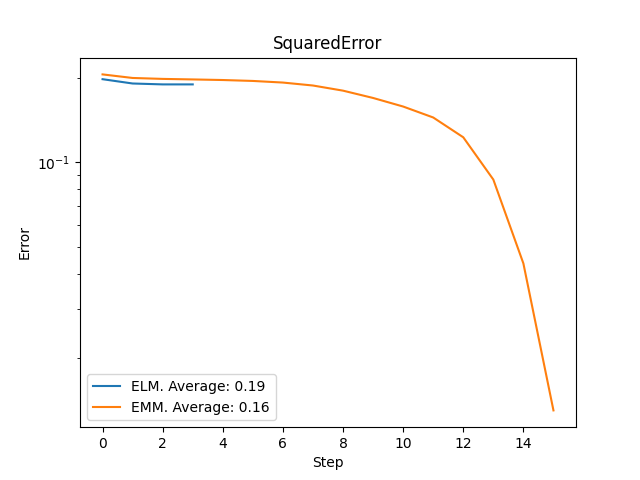 SquaredError
10⁻¹
Error
ELM. Average: 0.19
EMM. Average: 0.16
0 2 4 6 8 10 12 14
Step